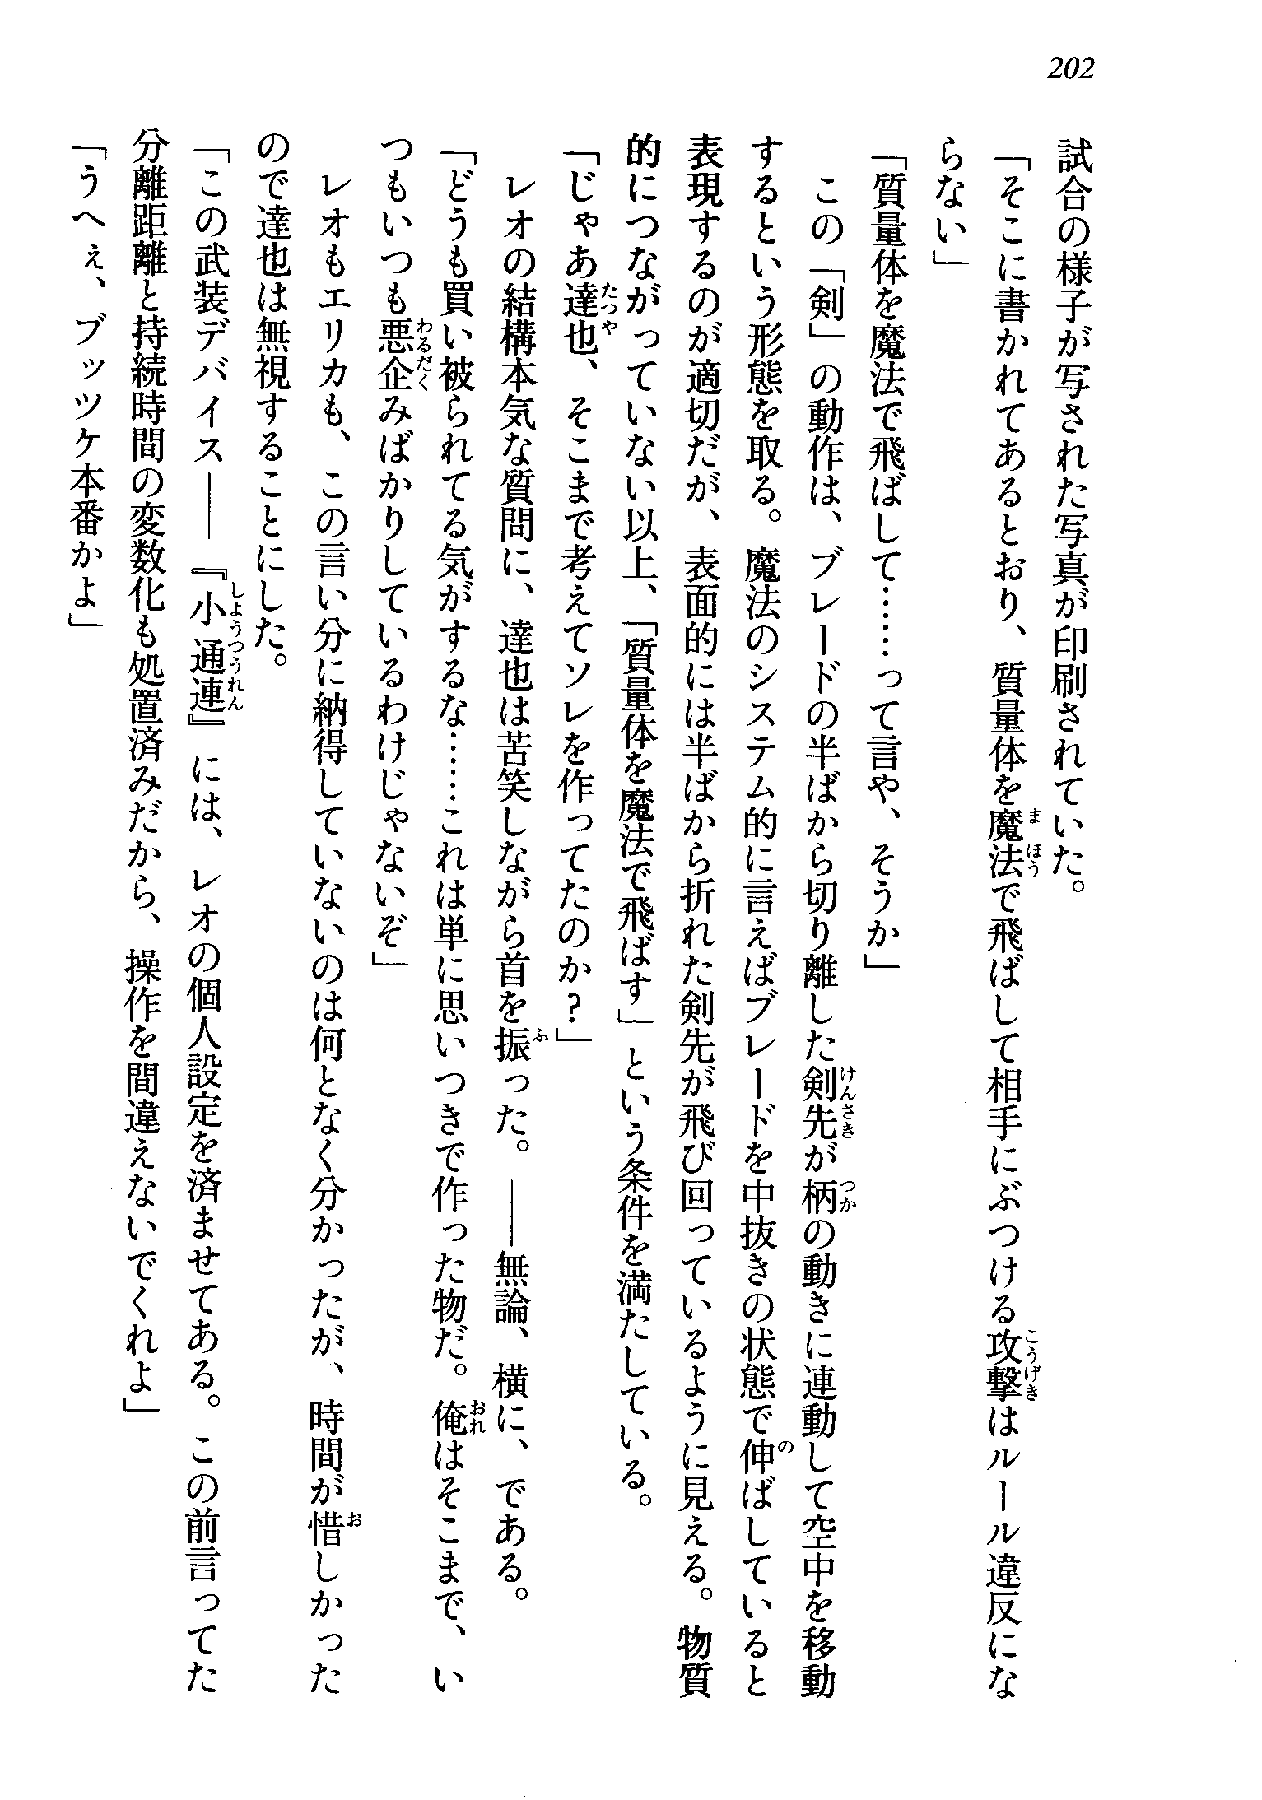 202
試合の様子が写された写真が印刷されていた。
「そこに書かれてあるとおり、質量体を魔法で飛ばして相手にぶつける攻撃はルール違反にな
らない」
「質量体を魔法で飛ばして……って言や、そうか」
　この「剣」の動作は、ブレードの半ばから切り離した剣先が柄の動きに連動して空中を移動
するという形態を取る。魔法のシステム的に言えばブレードを中抜きの状態で伸ばしていると
表現するのが適切だが、表面的には半ばから折れた剣先が飛び回っているように見える。物質
的につながっていない以上、「質量体を魔法で飛ばす」という条件を満たしている。
「じゃあ達也、そこまで考えてソレを作ってたのか？」
　レオの結構本気な質問に、達也は苦笑しながら首を振った。――無論、横に、である。
「どうも買い被られてる気がするな……これは単に思いつきで作った物だ。俺はそこまで、い
つもいつも悪企みばかりしているわけじゃないぞ」
　レオもエリカも、この言い分に納得していないのは何となく分かったが、時間が惜しかった
ので達也は無視することにした。
「この武装デバイス――『小通連』には、レオの個人設定を済ませてある。この前言ってた
分離距離と持続時間の変数化も処置済みだから、操作を間違えないでくれよ」
「うへぇ、ブッツケ本番かよ」